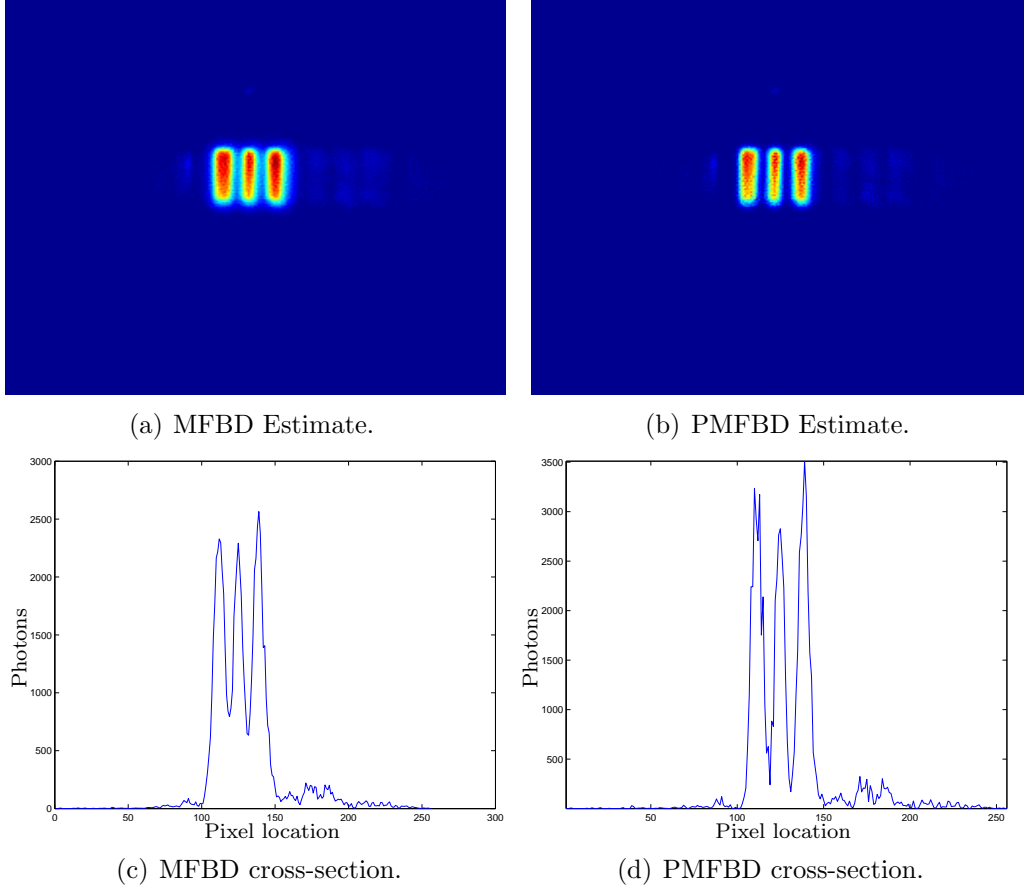 (a) MFBD Estimate.
(b) PMFBD Estimate.
3000
2500
2000
1500
1000
500
0
Photons
0 50 100 150 200 250 300
Pixel location
3500
3000
2500
2000
1500
1000
500
Photons
50 100 150 200 250
Pixel location
(c) MFBD cross-section.
(d) PMFBD cross-section.